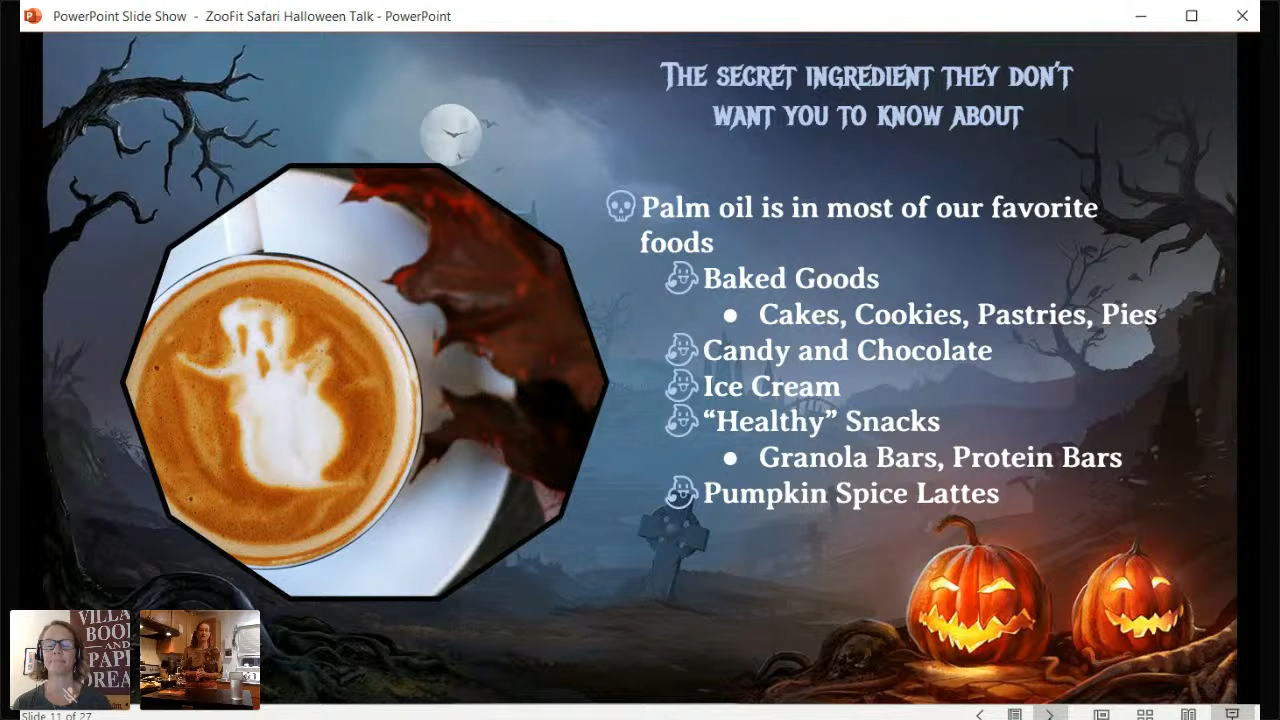 PowerPoint Slide Show - ZooFit Safari Halloween Talk - PowerPoint
The secret ingredient they don't
want you to know about
Palm oil is in most of our favorite
foods
Baked Goods
• Cakes, Cookies, Pastries, Pies
Candy and Chocolate
Ice Cream
“Healthy” Snacks
• Granola Bars, Protein Bars
Pumpkin Spice Lattes
BOO
AND
Slide 11 of 27